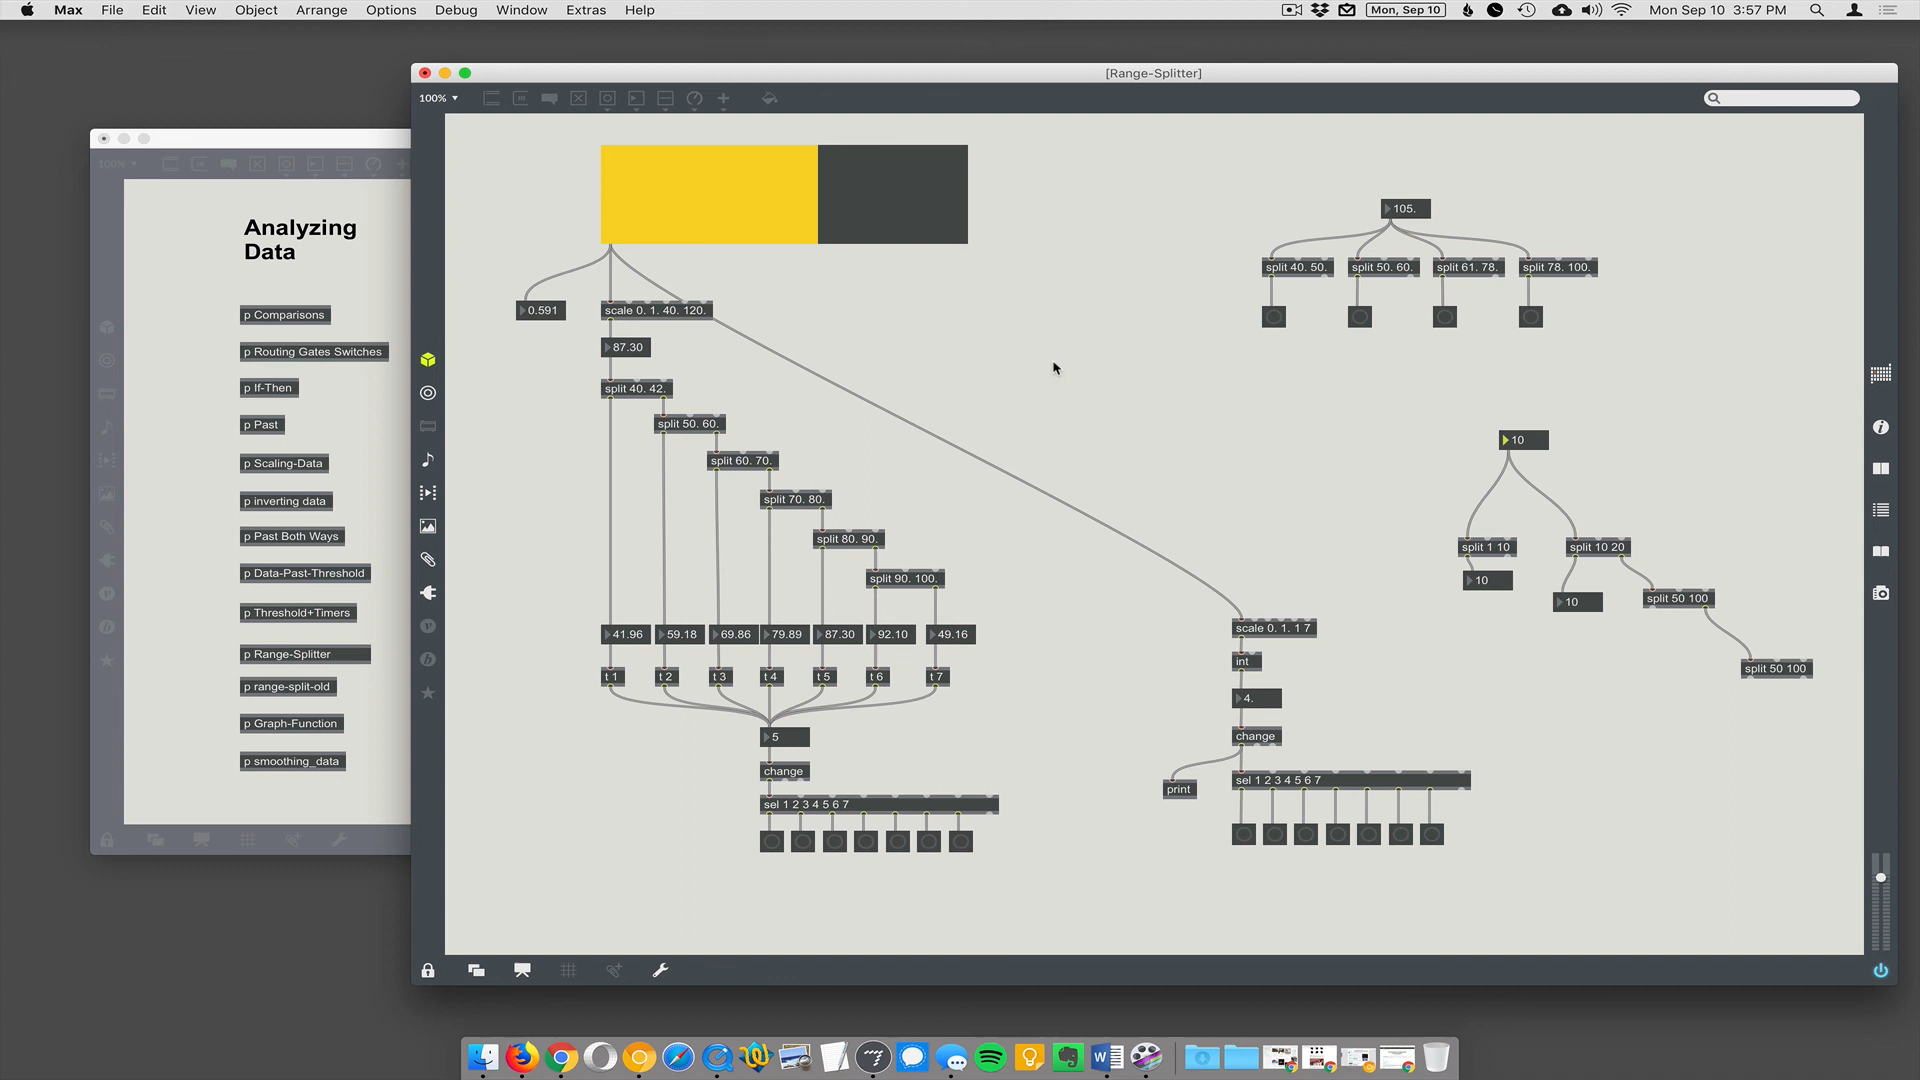 Max File Edit View Object Arrange Options Debug Window Extras Help
Mon, Sep 10
Mon Sep 10 3:57 PM
[Range-Splitter]
100%
100%
Analyzing
Data
p Comparisons
p Routing Gates Switches
p If-Then
p Past
p Scaling-Data
p inverting data
p Past Both Ways
p Data-Past-Threshold
p Threshold+Timers
p Range-Splitter
p range-split-old
p Graph-Function
p smoothing_data
0.591
scale 0. 1. 40. 120.
87.30
split 40. 42.
split 50. 60.
split 60. 70.
split 70. 80.
split 80. 90.
split 90. 100.
41.96 59.18 69.86 79.89 87.30 92.10 49.16
t 1 t 2 t 3 t 4 t 5 t 6 t 7
5
change
sel 1 2 3 4 5 6 7
105.
split 40. 50. split 50. 60. split 61. 78. split 78. 100.
10
split 1 10 split 10 20
10
10
split 50 100
split 50 100
scale 0. 1. 1 7
int
4.
change
print
sel 1 2 3 4 5 6 7